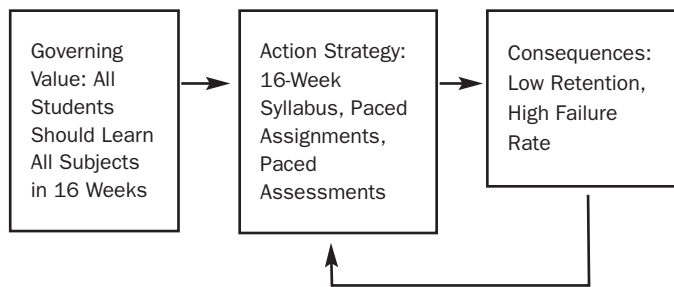 Governing
Value: All
Students
Should Learn
All Subjects
in 16 Weeks
Action Strategy:
16-Week
Syllabus, Paced
Assignments,
Paced
Assessments
Consequences:
Low Retention,
High Failure
Rate